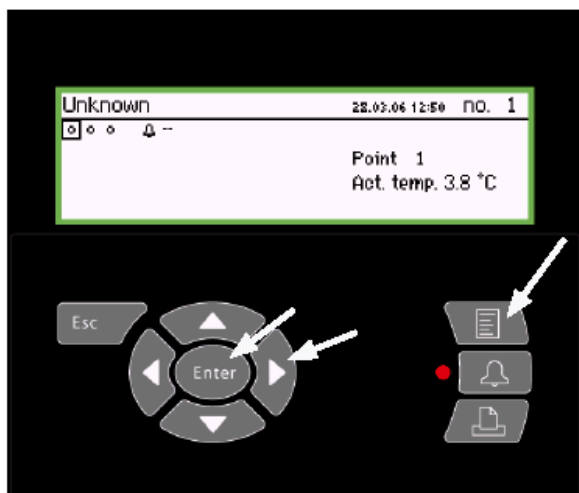 Unknown 28.03.06 12:50 no. 1
--
Point 1
Act. temp. 3.8 °C
Esc
Enter